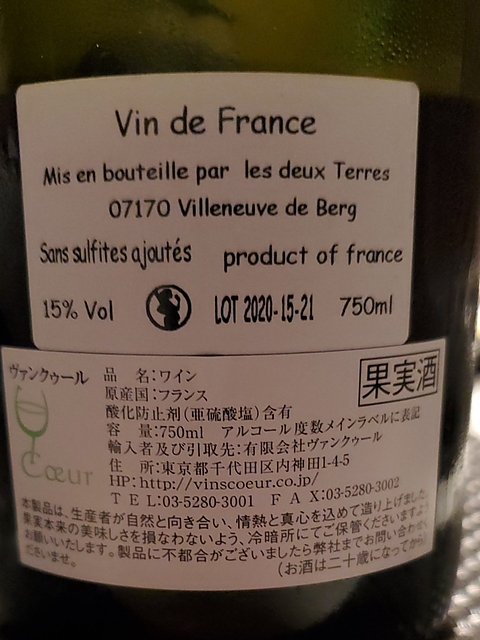 Vin de France
Mis en bouteille par les deux Terres
07170 Villeneuve de Berg
Sans sulfites ajoutés product of france
15% Vol LOT 2020-15-21 750ml
ヴァンクゥール
Cœur
果実酒
品 名:ワイン
原産国:フランス
酸化防止剤(亜硫酸塩)含有
容 量:750ml アルコール度数メインラベルに表記
輸入者及び引取先:有限会社ヴァンクゥール
住 所:東京都千代田区内神田1-4-5
HP:http://vinscoeur.co.jp/
TEL:03-5280-3001 FAX:03-5280-3002
本製品は、生産者が自然と向き合い、情熱と真心を込めて造り上げました。
果実本来の美味しさを損なわないよう、冷暗所にてご保管くださいますよう
お願いいたします。製品に不都合がございましたら弊社までお問い合わせ
くださいませ。
(お酒は二十歳になってから)